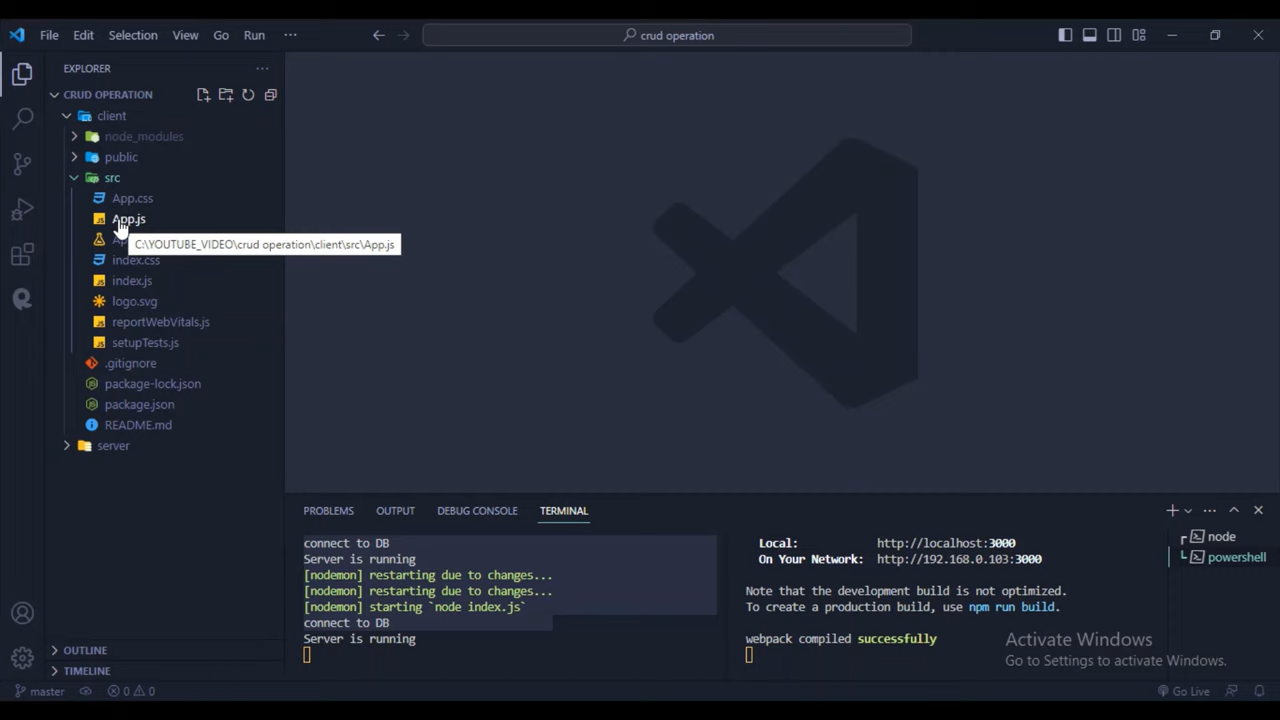 File Edit Selection View Go Run ··· crud operation
EXPLORER ···
CRUD OPERATION
client
node_modules
public
src
App.css
App.js
C:\YOUTUBE_VIDEO\crud operation\client\src\App.js
index.css
index.js
logo.svg
reportWebVitals.js
setupTests.js
.gitignore
package-lock.json
package.json
README.md
server
OUTLINE
TIMELINE
PROBLEMS OUTPUT DEBUG CONSOLE TERMINAL
connect to DB
Server is running
[nodemon] restarting due to changes...
[nodemon] restarting due to changes...
[nodemon] starting `node index.js`
connect to DB
Server is running
Local: http://localhost:3000
On Your Network: http://192.168.0.103:3000
Note that the development build is not optimized.
To create a production build, use npm run build.
webpack compiled successfully
node
powershell
Activate Windows
Go to Settings to activate Windows.
master 0 0 Go Live